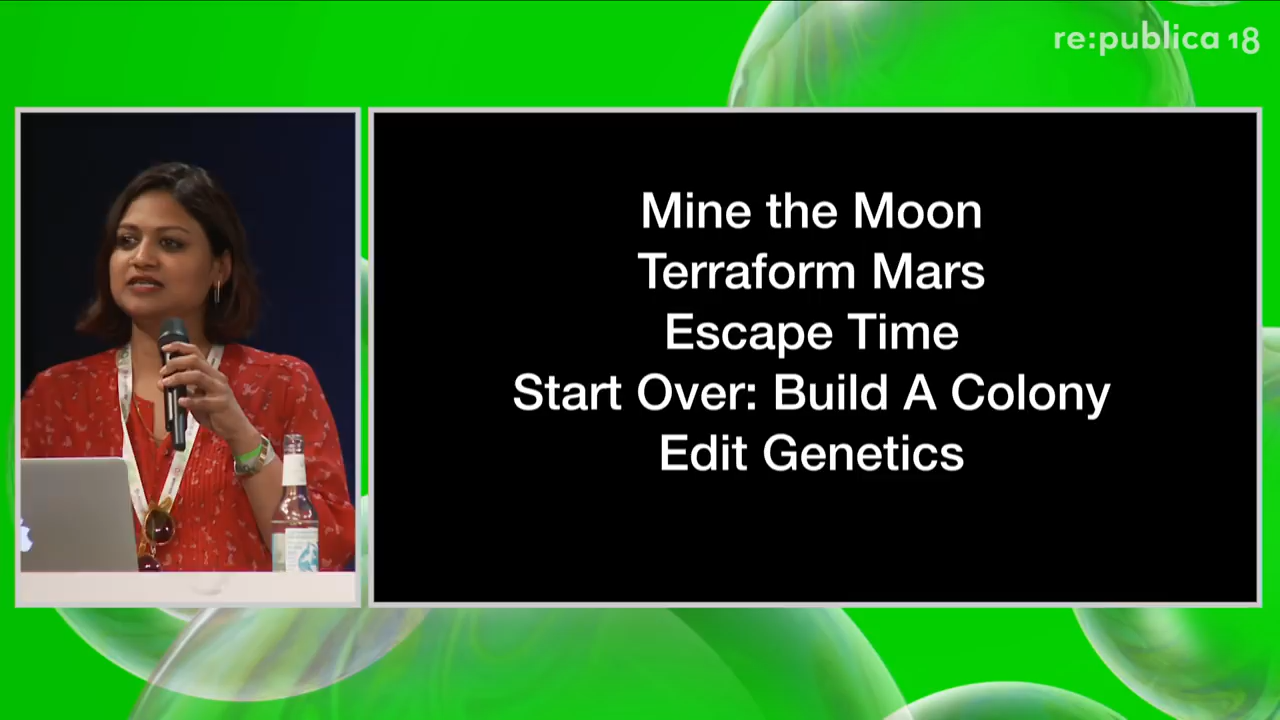 re:publica 18
Mine the Moon
Terraform Mars
Escape Time
Start Over: Build A Colony
Edit Genetics